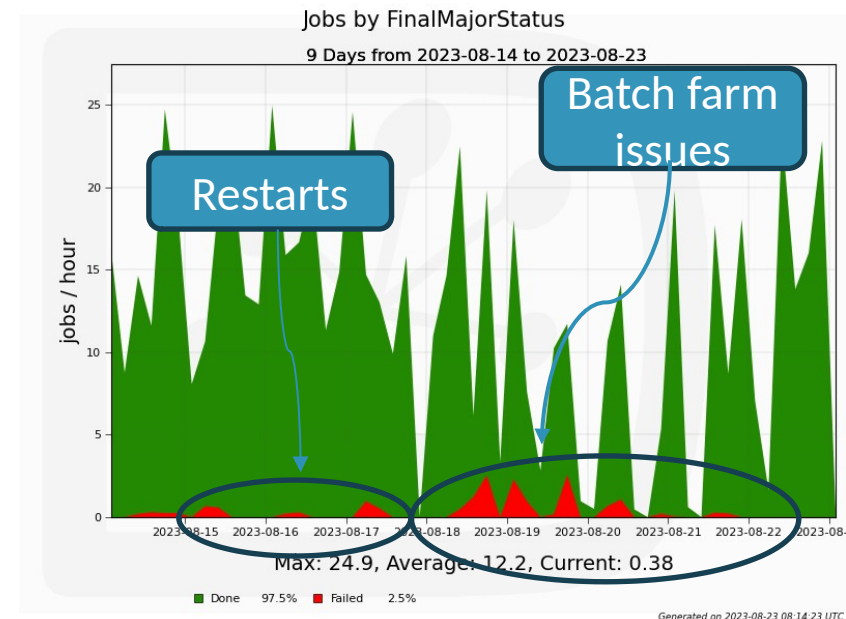 Jobs by FinalMajorStatus
9 Days from 2023-08-14 to 2023-08-23
Batch farm
issues
Restarts
jobs / hour
25
20
15
10
5
0
2023-08-15 2023-08-16 2023-08-17 2023-08-18 2023-08-19 2023-08-20 2023-08-21 2023-08-22 2023-08-
Max: 24.9, Average: 12.2, Current: 0.38
Done 97.5% Failed 2.5%
Generated on 2023-08-23 08:14:23 UTC